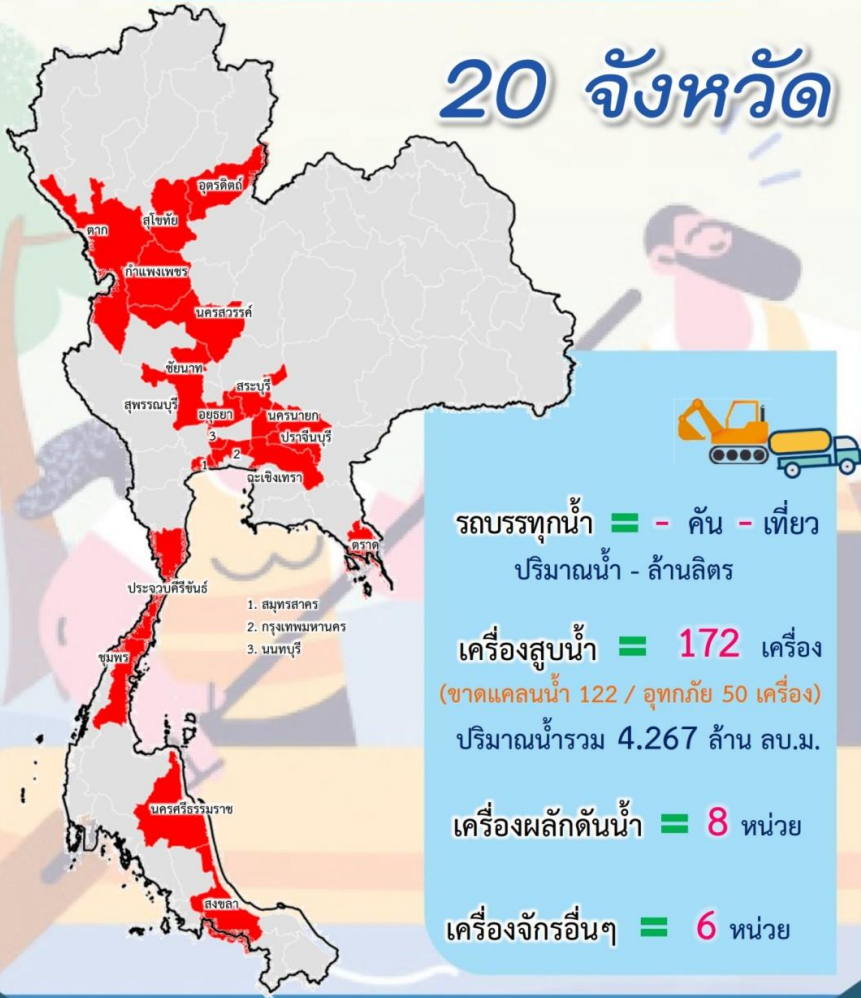 20 จังหวัด
อุตรดิตถ์
สุโขทัย
ตาก
กำแพงเพชร
นครสวรรค์
ชัยนาท
สระบุรี
สุพรรณบุรี
อยุธยา
นครนายก
3
ปราจีนบุรี
2
1
ฉะเชิงเทรา
ตราด
ประจวบคีรีขันธ์
1. สมุทรสาคร
2. กรุงเทพมหานคร
3. นนทบุรี
ชุมพร
นครศรีธรรมราช
สงขลา
รถบรรทุกน้ำ = - คัน - เที่ยว
ปริมาณน้ำ - ล้านลิตร
เครื่องสูบน้ำ = 172 เครื่อง
(ขาดแคลนน้ำ 122 / อุทกภัย 50 เครื่อง)
ปริมาณน้ำรวม 4.267 ล้าน ลบ.ม.
เครื่องผลักดันน้ำ = 8 หน่วย
เครื่องจักรอื่นๆ = 6 หน่วย